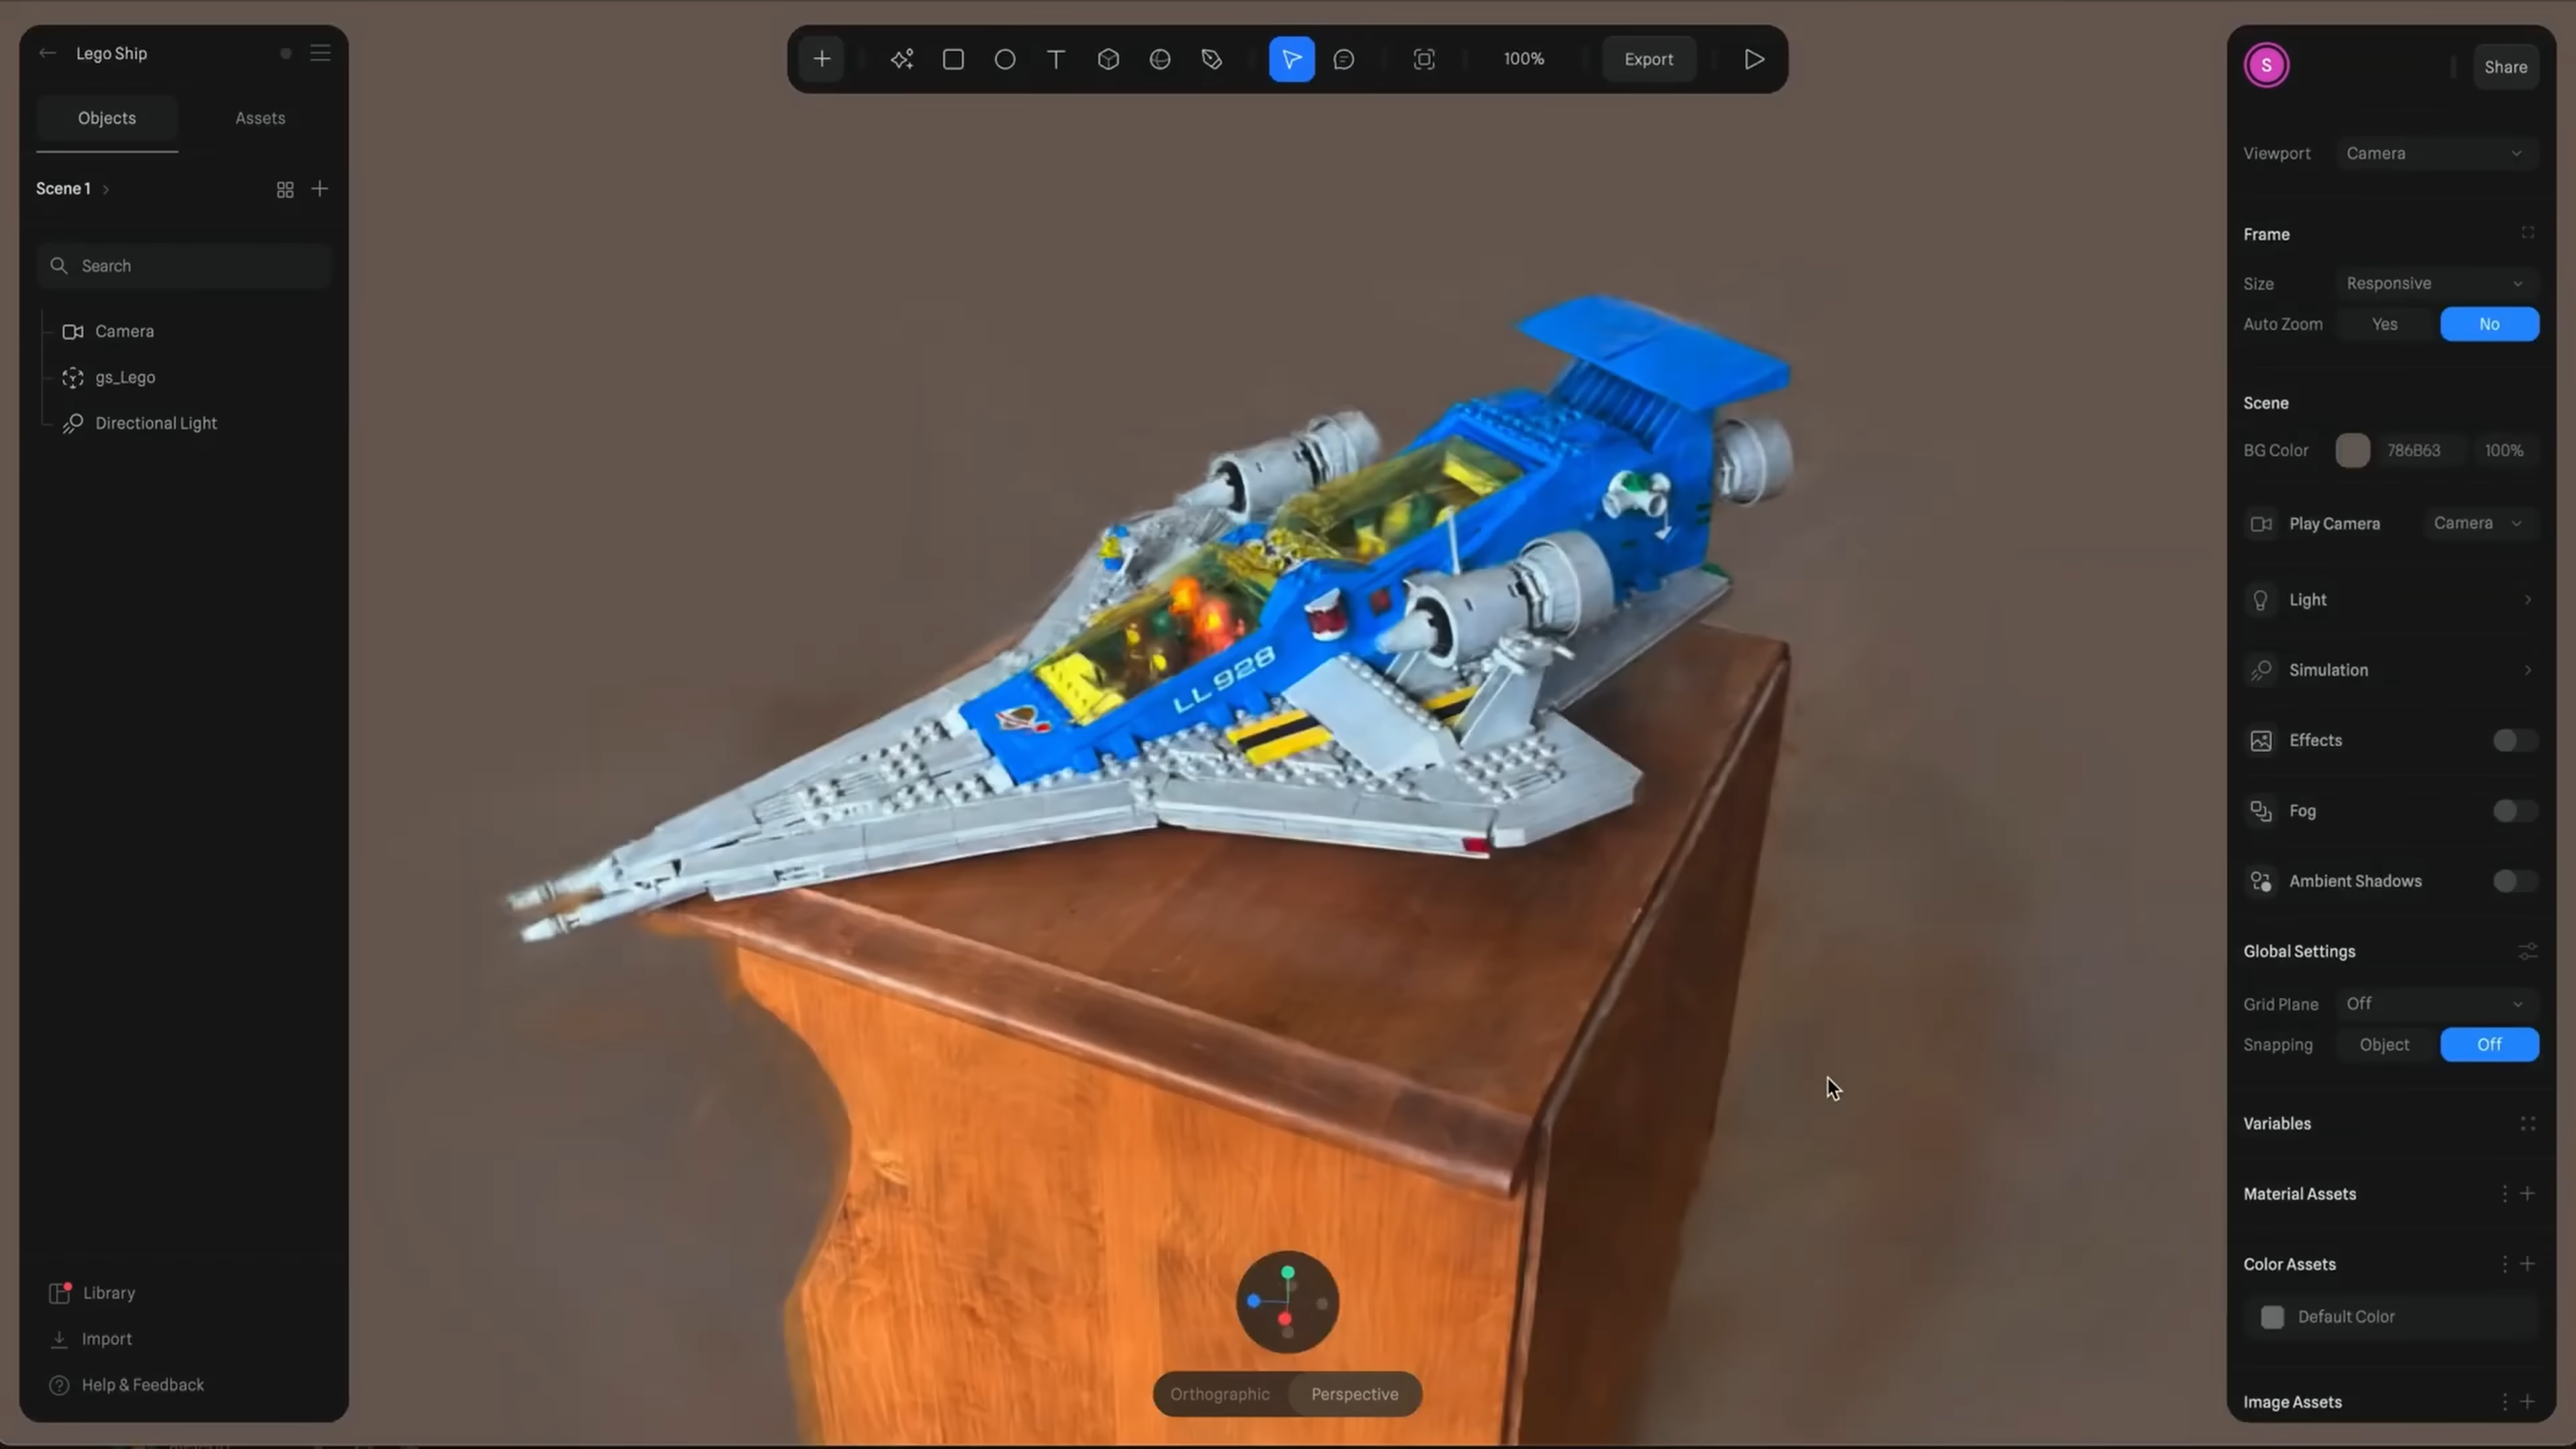 Lego Ship
Objects
Assets
Scene 1
Search
Camera
gs_Lego
Directional Light
Library
Import
Help & Feedback
100%
Export
LL928
Orthographic
Perspective
S
Share
Viewport
Camera
Frame
Size
Responsive
Auto Zoom
Yes
No
Scene
BG Color
786B63
100%
Play Camera
Camera
Light
Simulation
Effects
Fog
Ambient Shadows
Global Settings
Grid Plane
Off
Snapping
Object
Off
Variables
Material Assets
Color Assets
Default Color
Image Assets